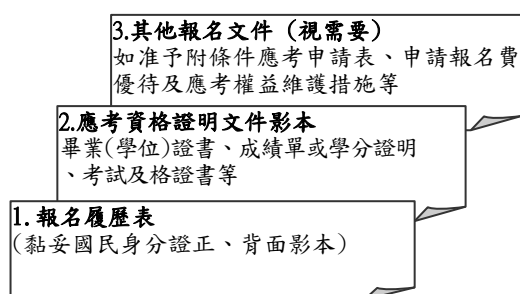 3.其他報名文件（視需要）
如准予附條件應考申請表、申請報名費
優待及應考權益維護措施等
2.應考資格證明文件影本
畢業(學位)證書、成績單或學分證明
、考試及格證書等
1.報名履歷表
(黏妥國民身分證正、背面影本)